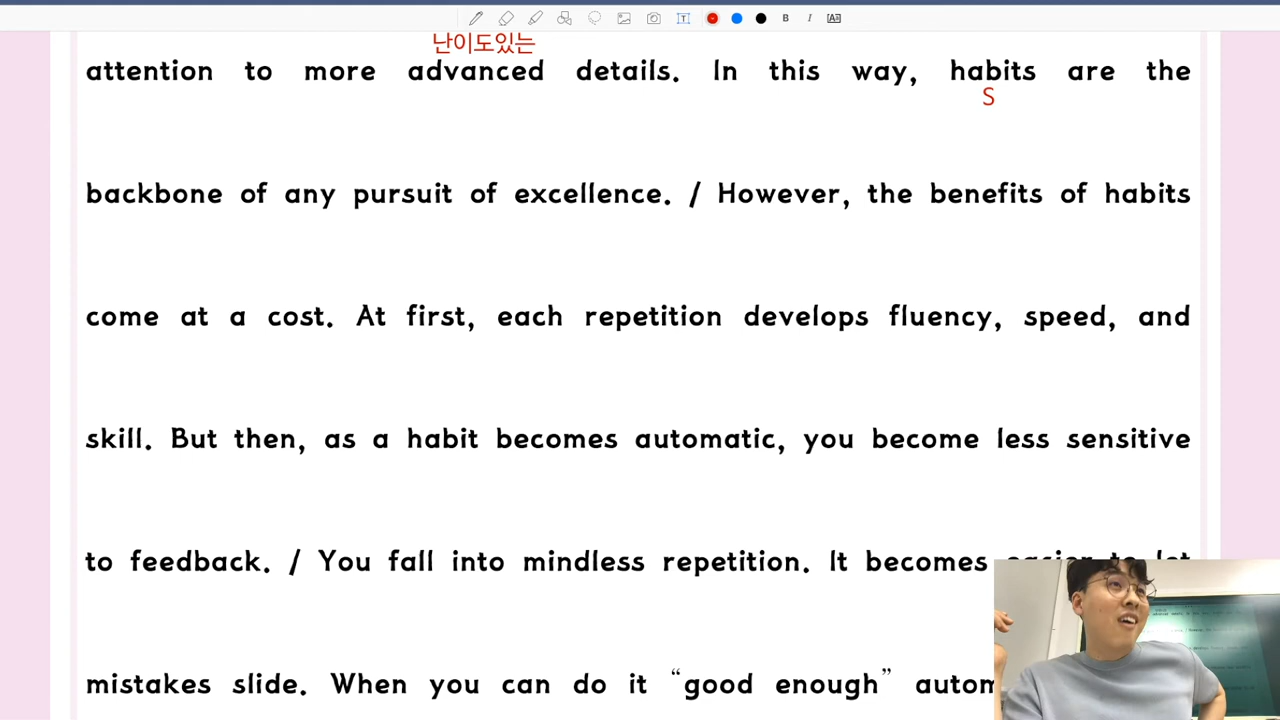 난이도있는
attention to more advanced details. In this way, habits are the
S
backbone of any pursuit of excellence. / However, the benefits of habits
come at a cost. At first, each repetition develops fluency, speed, and
skill. But then, as a habit becomes automatic, you become less sensitive
to feedback. / You fall into mindless repetition. It becomes easier to let
mistakes slide. When you can do it “good enough”